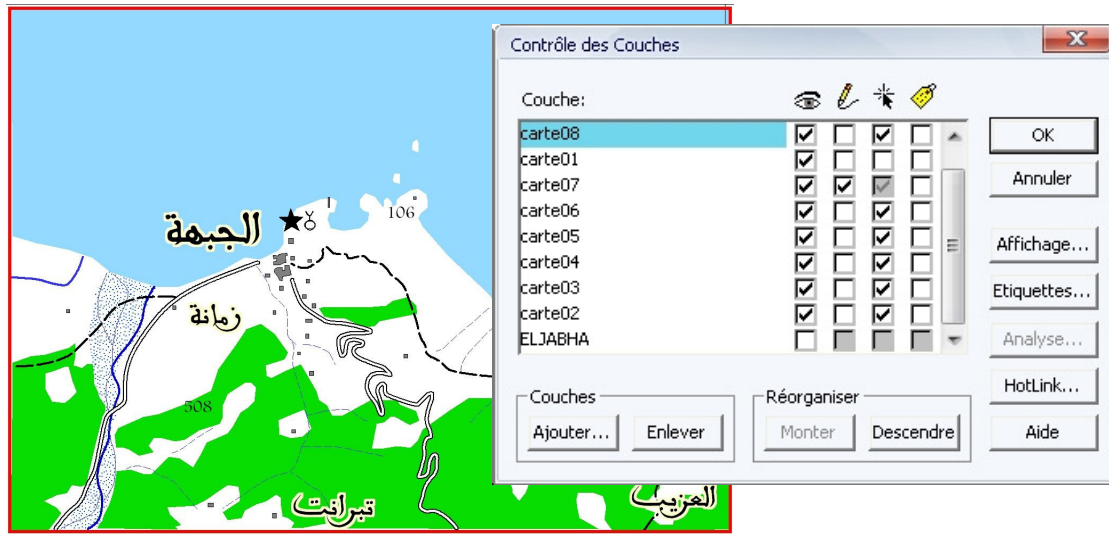 106
الجبهة
زمانة
508
تبرانت
العزيب
Contrôle des Couches
Couche:
carte08
carte01
carte07
carte06
carte05
carte04
carte03
carte02
ELJABHA
OK
Annuler
Affichage...
Etiquettes...
Analyse...
HotLink...
Aide
Couches
Ajouter...
Enlever
Réorganiser
Monter
Descendre